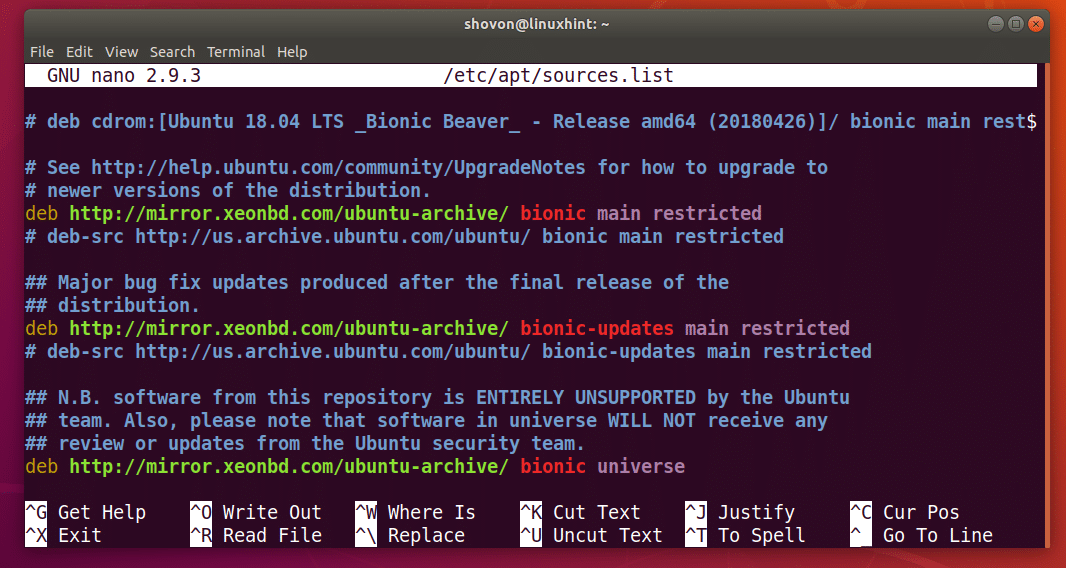 shovon@linuxhint: ~
File Edit View Search Terminal Help
GNU nano 2.9.3 /etc/apt/sources.list
# deb cdrom:[Ubuntu 18.04 LTS _Bionic Beaver_ - Release amd64 (20180426)]/ bionic main rest$
# See http://help.ubuntu.com/community/UpgradeNotes for how to upgrade to
# newer versions of the distribution.
deb http://mirror.xeonbd.com/ubuntu-archive/ bionic main restricted
# deb-src http://us.archive.ubuntu.com/ubuntu/ bionic main restricted
## Major bug fix updates produced after the final release of the
## distribution.
deb http://mirror.xeonbd.com/ubuntu-archive/ bionic-updates main restricted
# deb-src http://us.archive.ubuntu.com/ubuntu/ bionic-updates main restricted
## N.B. software from this repository is ENTIRELY UNSUPPORTED by the Ubuntu
## team. Also, please note that software in universe WILL NOT receive any
## review or updates from the Ubuntu security team.
deb http://mirror.xeonbd.com/ubuntu-archive/ bionic universe
^G Get Help ^O Write Out ^W Where Is ^K Cut Text ^J Justify ^C Cur Pos
^X Exit ^R Read File ^\ Replace ^U Uncut Text ^T To Spell ^_ Go To Line